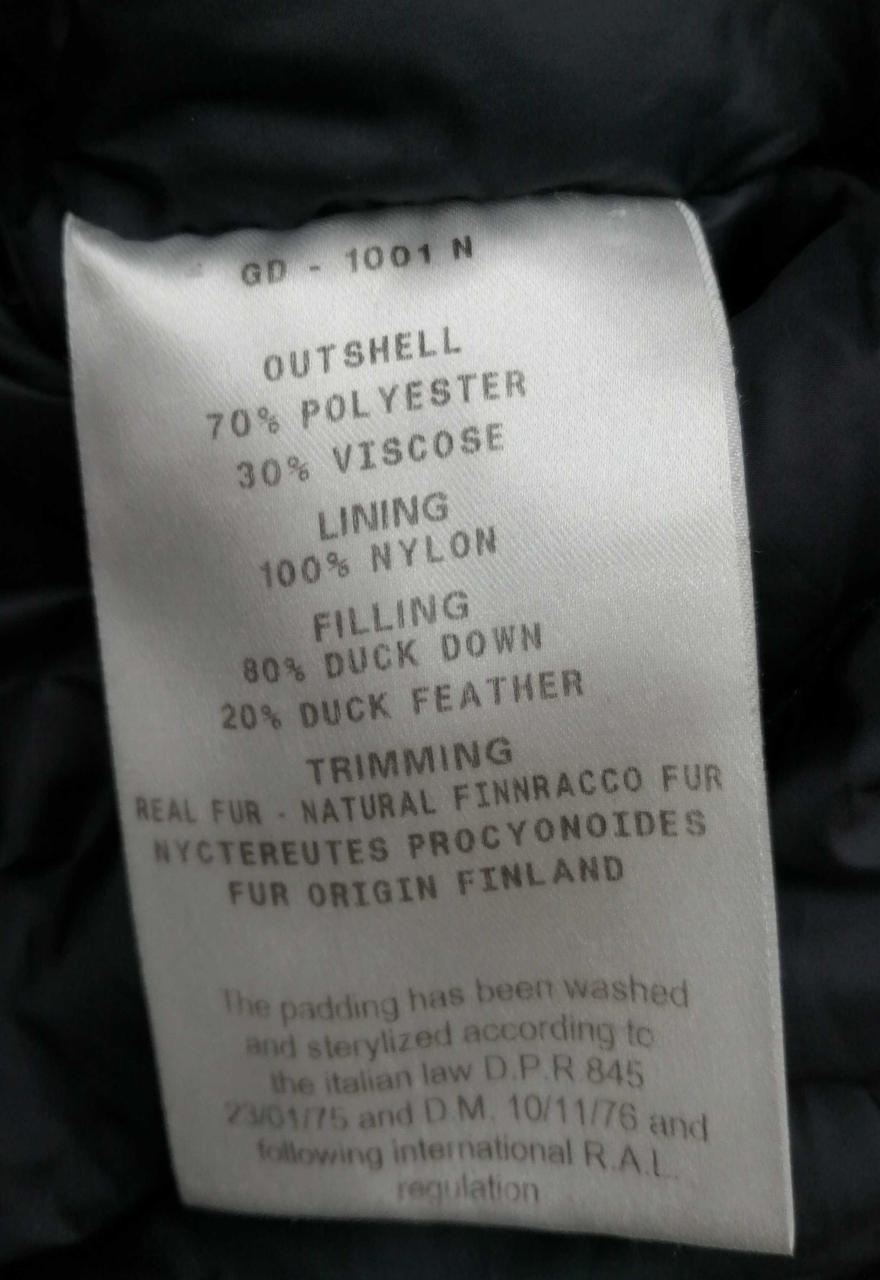 GD - 1001 N
OUTSHELL
70% POLYESTER
30% VISCOSE
LINING
100% NYLON
FILLING
80% DUCK DOWN
20% DUCK FEATHER
TRIMMING
REAL FUR - NATURAL FINNRACCO FUR
NYCTEREUTES PROCYONOIDES
FUR ORIGIN FINLAND
The padding has been washed
and sterylized according to
the italian law D.P.R 845
23/01/75 and D.M. 10/11/76 and
following international R.A.L.
regulation